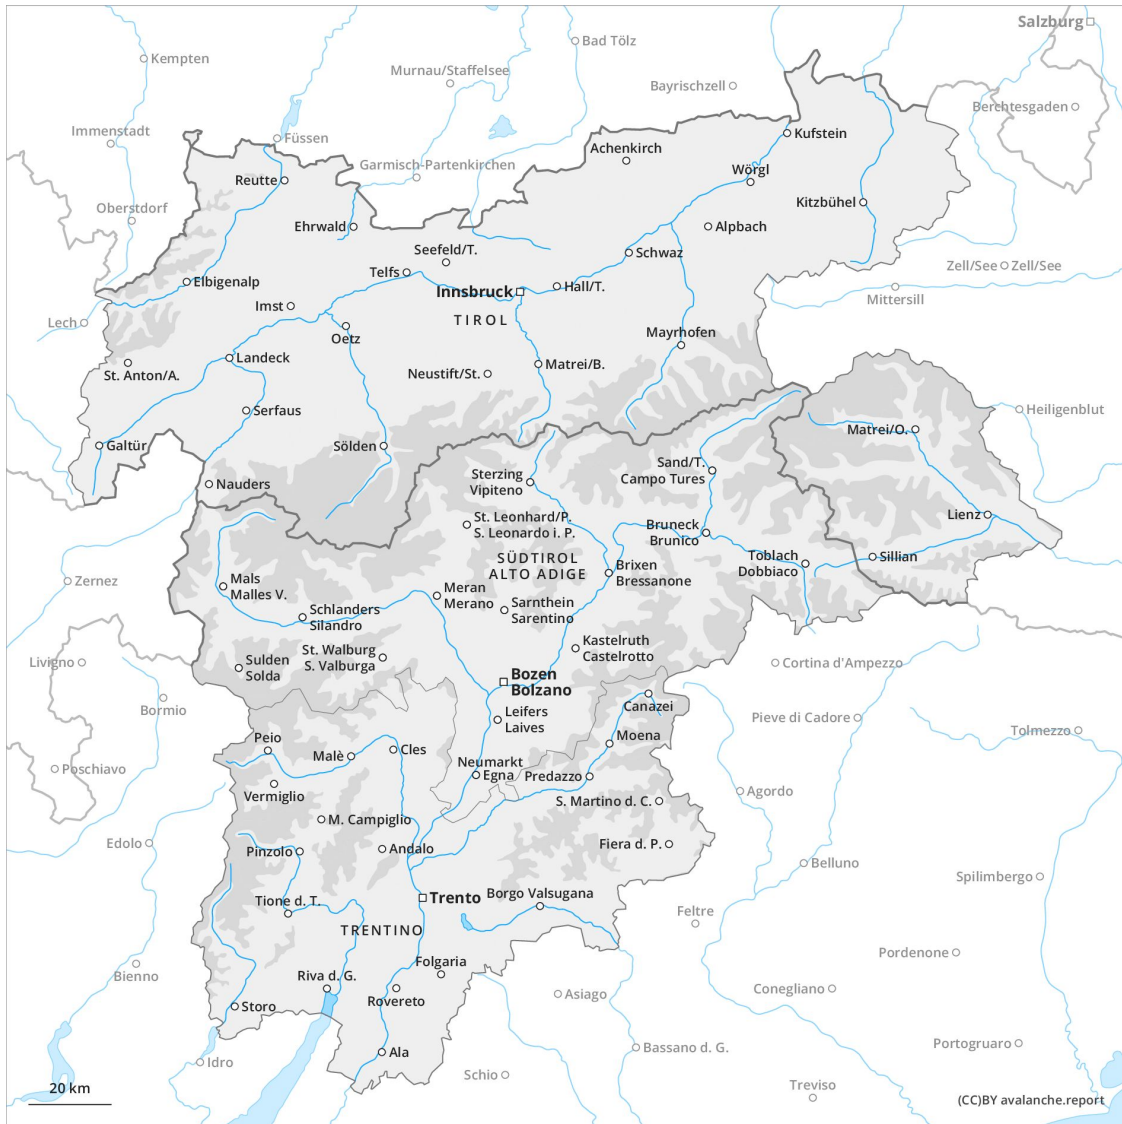 Salzburg
Bad Tölz
Kempten
Murnau/Staffelsee
Bayrischzell
Berchtesgaden
Immenstadt
Füssen
Kufstein
Achenkirch
Garmisch-Partenkirchen
Wörgl
Reutte
Oberstdorf
Kitzbühel
Ehrwald
Alpbach
Seefeld/T.
Schwaz
Telfs
Zell/See
Zell/See
Elbigenalp
Innsbruck
Hall/T.
Mittersill
Imst
Lech
TIROL
Oetz
Mayrhofen
Landeck
St. Anton/A.
Neustift/St.
Matrei/B.
Serfaus
Heiligenblut
Matrei/O.
Galtür
Sölden
Sand/T.
Campo Tures
Sterzing
Vipiteno
Nauders
St. Leonhard/P.
S. Leonardo i. P.
Lienz
Bruneck
Brunico
SÜDTIROL
ALTO ADIGE
Toblach
Dobbiaco
Sillian
Brixen
Bressanone
Zernez
Mals
Malles V.
Meran
Merano
Sarnthein
Sarentino
Schlanders
Silandro
Kastelruth
Castelrotto
St. Walburg
S. Valburga
Livigno
Sulden
Solda
Cortina d'Ampezzo
Bozen
Bolzano
Bormio
Canazei
Leifers
Laives
Pieve di Cadore
Tolmezzo
Peio
Moena
Malè
Cles
Neumarkt
Egna
Poschiavo
Predazzo
Vermiglio
Agordo
S. Martino d. C.
M. Campiglio
Edolo
Pinzolo
Andalo
Fiera d. P.
Belluno
Spilimbergo
Tione d. T.
Trento
Borgo Valsugana
Feltre
TRENTINO
Pordenone
Bienno
Riva d. G.
Folgaria
Conegliano
Rovereto
Asiago
Storo
Portogruaro
Bassano d. G.
Ala
Idro
Schio
Treviso
20 km
(CC)BY avalanche.report